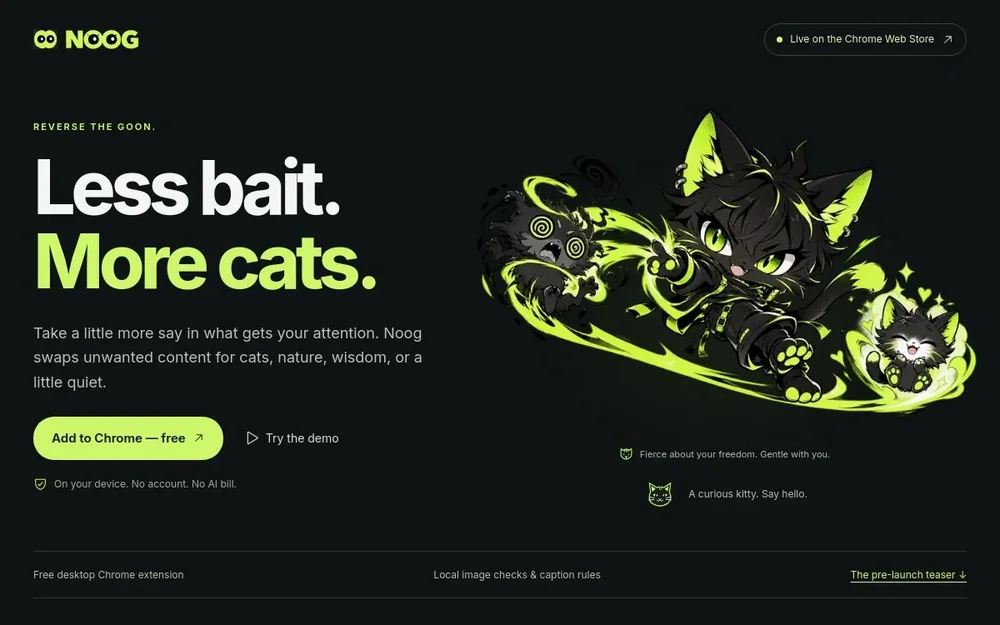 NOOG
Live on the Chrome Web Store
REVERSE THE GOON.
Less bait.
More cats.
Take a little more say in what gets your attention. Noog
swaps unwanted content for cats, nature, wisdom, or a
little quiet.
Add to Chrome — free
Try the demo
On your device. No account. No AI bill.
Fierce about your freedom. Gentle with you.
A curious kitty. Say hello.
Free desktop Chrome extension
Local image checks & caption rules
The pre-launch teaser ↓